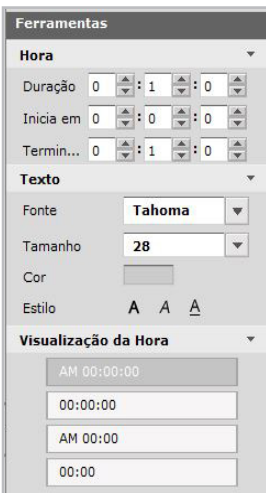 Ferramentas
Hora
Duração 0 : 1 : 0
Inicia em 0 : 0 : 0
Termin... 0 : 1 : 0
Texto
Fonte Tahoma
Tamanho 28
Cor
Estilo A A A
Visualização da Hora
AM 00:00:00
00:00:00
AM 00:00
00:00